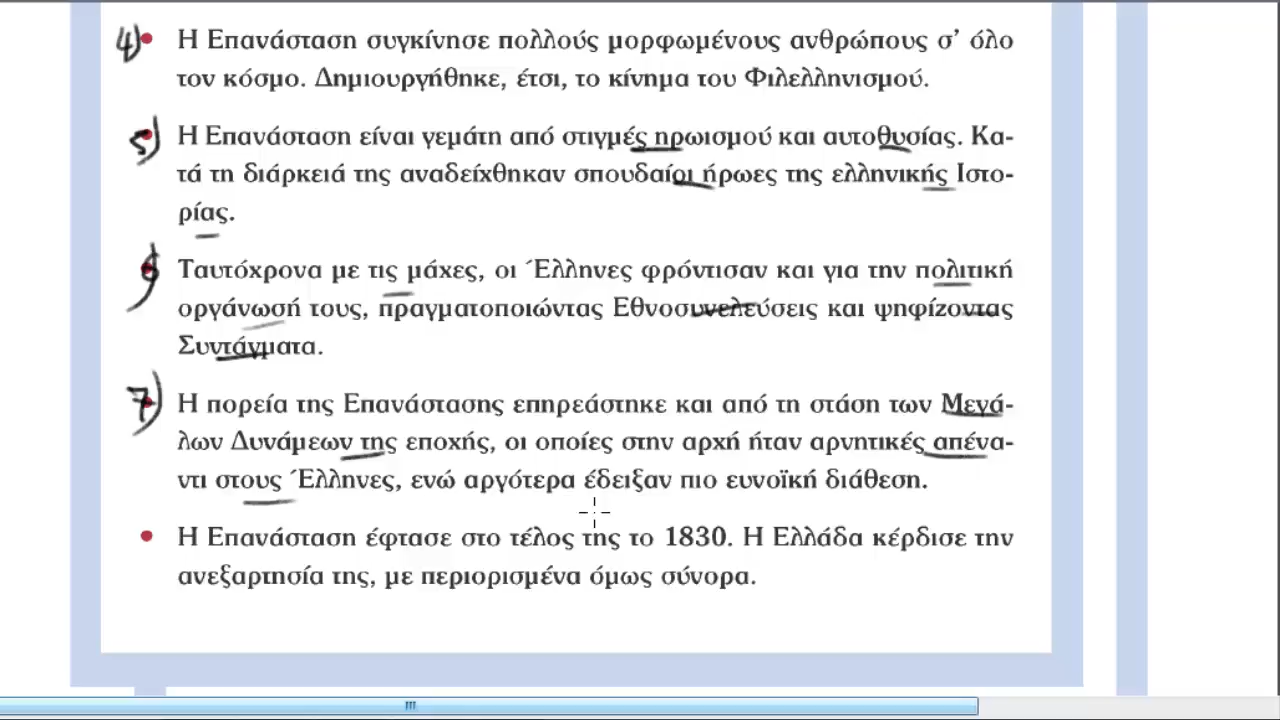 4) Η Επανάσταση συγκίνησε πολλούς μορφωμένους ανθρώπους σ’ όλο
τον κόσμο. Δημιουργήθηκε, έτσι, το κίνημα του Φιλελληνισμού.
5) Η Επανάσταση είναι γεμάτη από στιγμές ηρωισμού και αυτοθυσίας. Κα-
τά τη διάρκειά της αναδείχθηκαν σπουδαίοι ήρωες της ελληνικής Ιστο-
ρίας.
6) Ταυτόχρονα με τις μάχες, οι Έλληνες φρόντισαν και για την πολιτική
οργάνωσή τους, πραγματοποιώντας Εθνοσυνελεύσεις και ψηφίζοντας
Συντάγματα.
7) Η πορεία της Επανάστασης επηρεάστηκε και από τη στάση των Μεγά-
λων Δυνάμεων της εποχής, οι οποίες στην αρχή ήταν αρνητικές απένα-
ντι στους Έλληνες, ενώ αργότερα έδειξαν πιο ευνοϊκή διάθεση.
• Η Επανάσταση έφτασε στο τέλος της το 1830. Η Ελλάδα κέρδισε την
ανεξαρτησία της, με περιορισμένα όμως σύνορα.